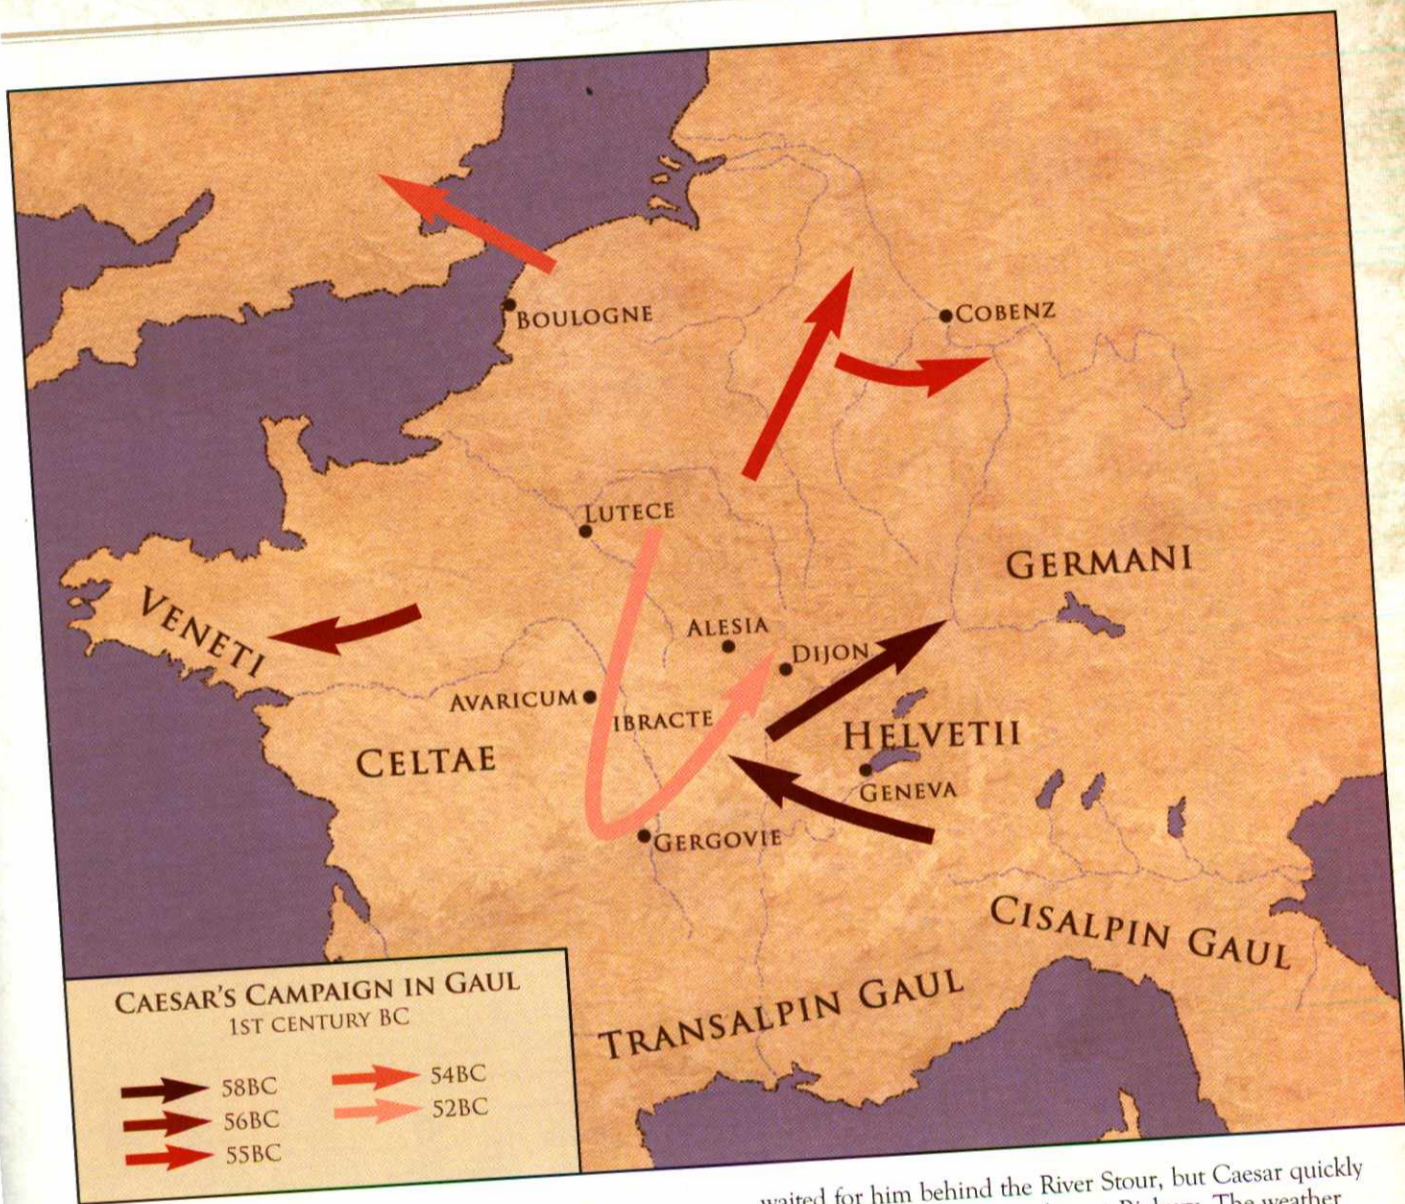 BOULOGNE
COBENZ
LUTECE
GERMANI
VENETI
ALESIA
DIJON
AVARICUM
IBRACTE
HELVETII
CELTAE
GENEVA
GERGOVIE
CISALPIN GAUL
TRANSALPIN GAUL
CAESAR'S CAMPAIGN IN GAUL
1ST CENTURY BC
58BC
56BC
55BC
54BC
52BC
waited for him behind the River Stour, but Caesar quickly
The weather